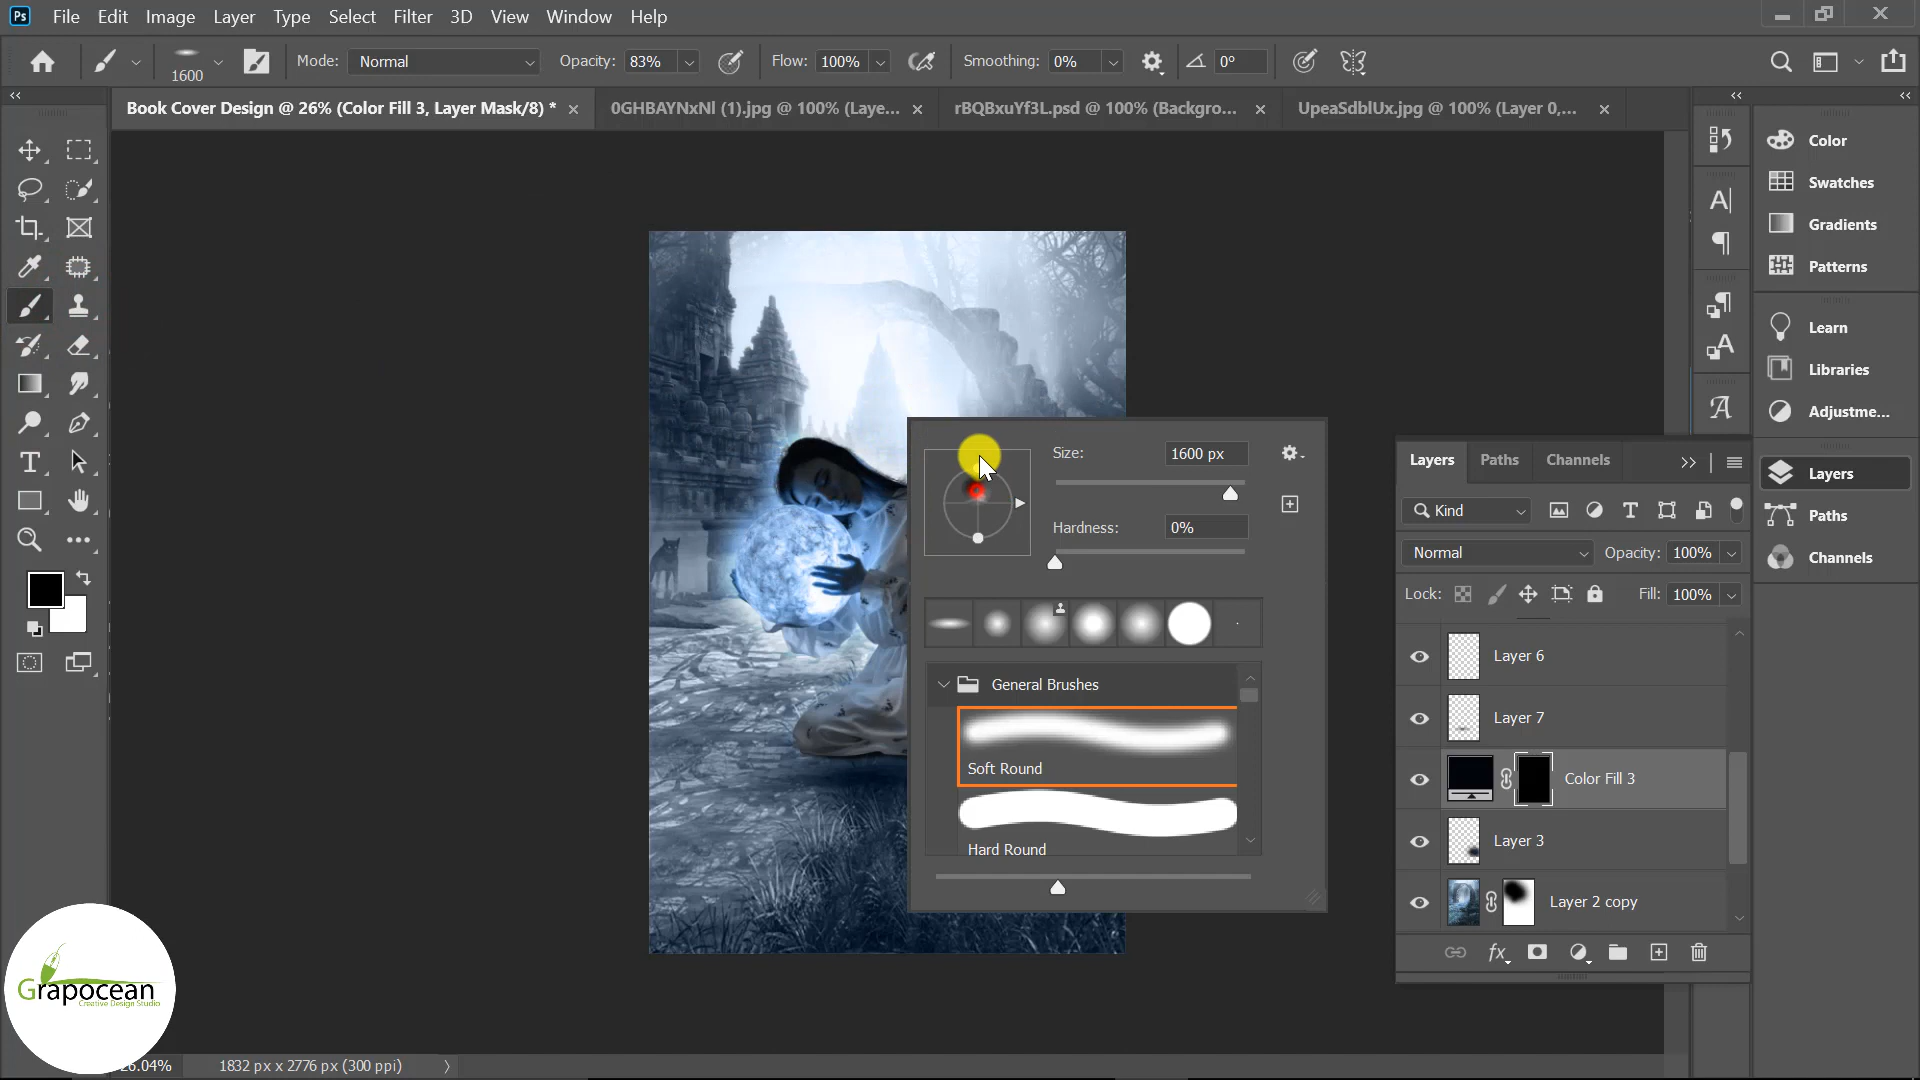 Ps File Edit Image Layer Type Select Filter 3D View Window Help
1600 Mode: Normal Opacity: 83% Flow: 100% Smoothing: 0% 0°
Book Cover Design @ 26% (Color Fill 3, Layer Mask/8) * 0GHBAYNxNl (1).jpg @ 100% (Laye... rBQBxuYf3L.psd @ 100% (Backgro... UpeaSdblUx.jpg @ 100% (Layer 0,...
Color
Swatches
Gradients
Patterns
Learn
Libraries
Adjustme...
Layers
Paths
Channels
Size: 1600 px
Hardness: 0%
General Brushes
Soft Round
Hard Round
Layers Paths Channels
Kind
Normal Opacity: 100%
Lock: Fill: 100%
Layer 6
Layer 7
Color Fill 3
Layer 3
Layer 2 copy
fx
Grapocean
Creative Design Studio
26.04% 1832 px x 2776 px (300 ppi)